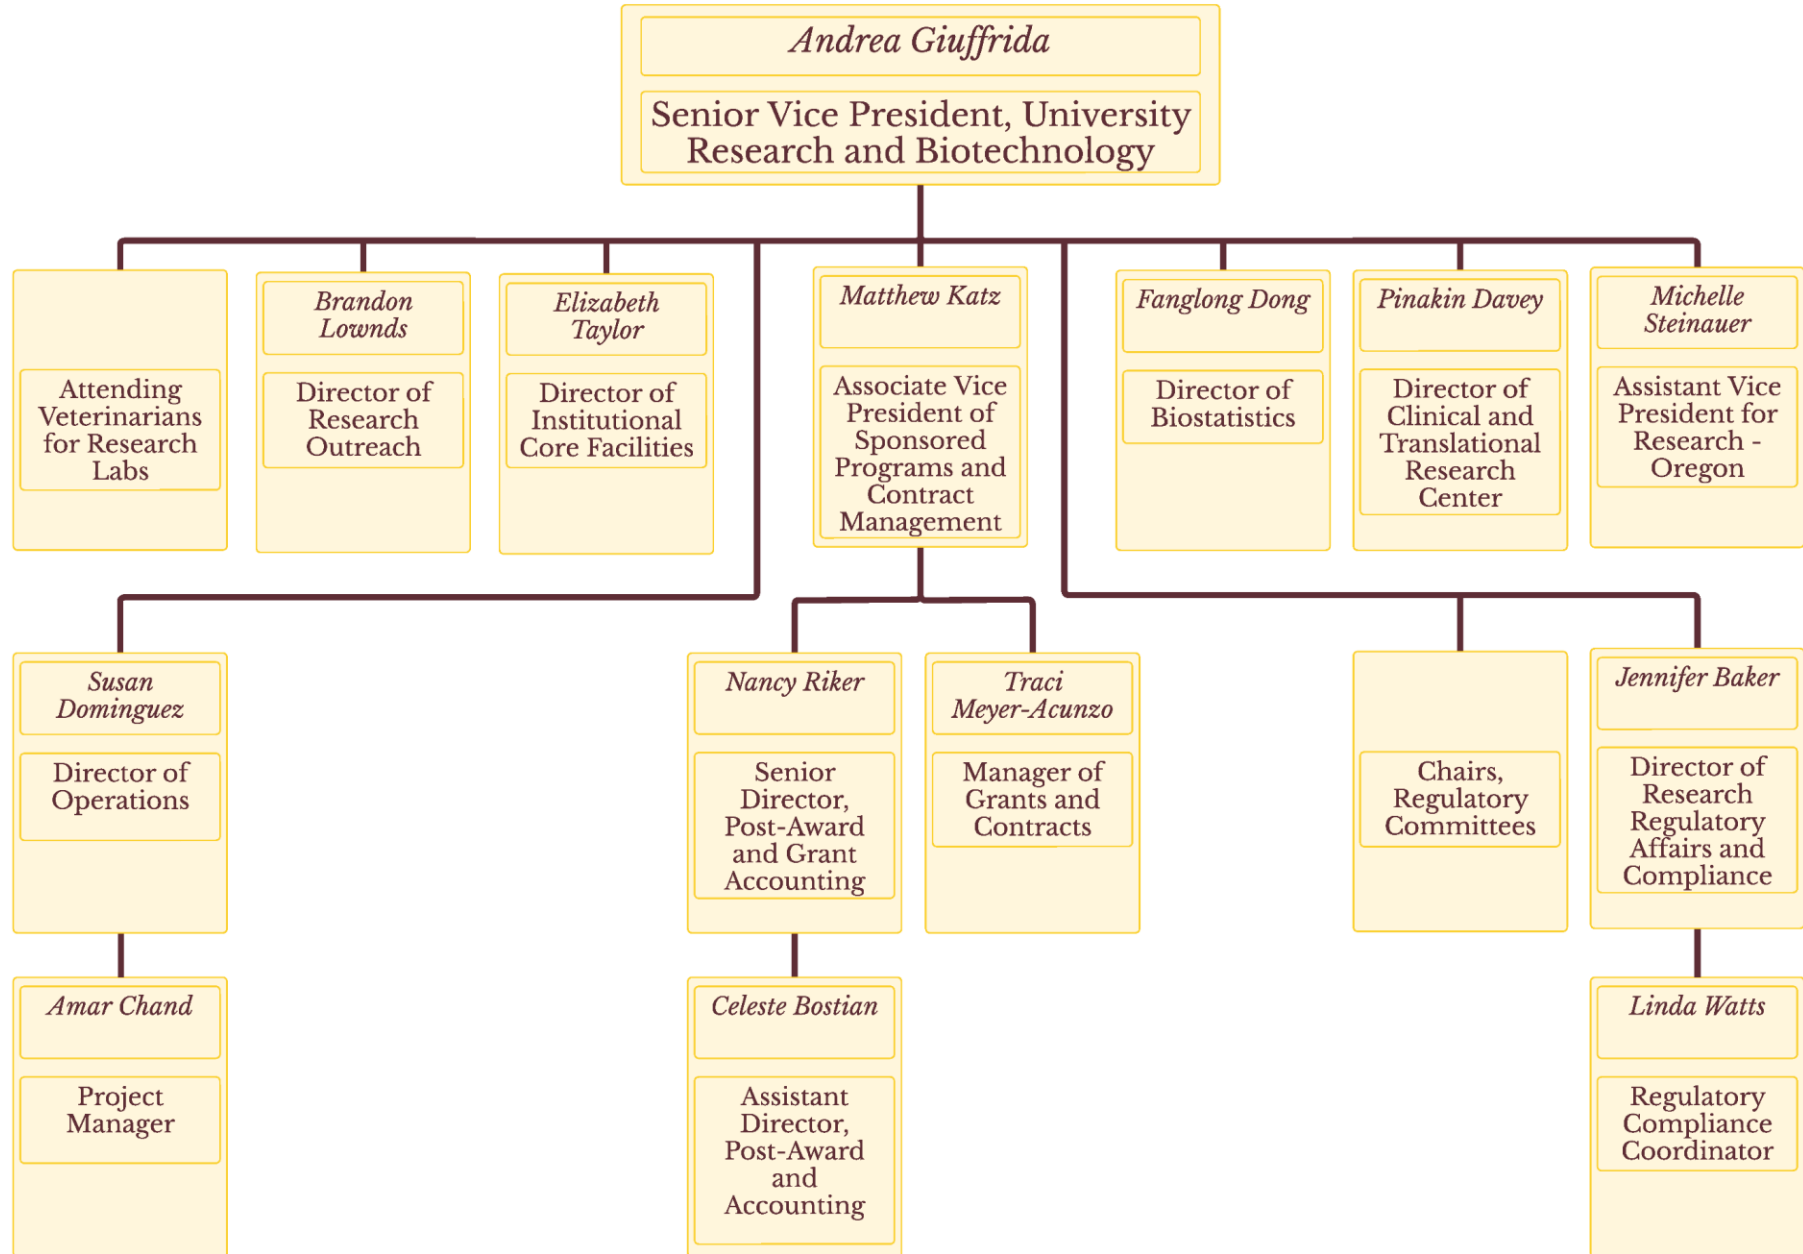 Andrea Giuffrida
Senior Vice President, University
Research and Biotechnology
Attending
Veterinarians
for Research
Labs
Brandon
Lownds
Director of
Research
Outreach
Elizabeth
Taylor
Director of
Institutional
Core Facilities
Matthew Katz
Associate Vice
President of
Sponsored
Programs and
Contract
Management
Fanglong Dong
Director of
Biostatistics
Pinakin Davey
Director of
Clinical and
Translational
Research
Center
Michelle
Steinauer
Assistant Vice
President for
Research -
Oregon
Susan
Dominguez
Director of
Operations
Nancy Riker
Senior
Director,
Post-Award
and Grant
Accounting
Traci
Meyer-Acunzo
Manager of
Grants and
Contracts
Chairs,
Regulatory
Committees
Jennifer Baker
Director of
Research
Regulatory
Affairs and
Compliance
Amar Chand
Project
Manager
Celeste Bostian
Assistant
Director,
Post-Award
and
Accounting
Linda Watts
Regulatory
Compliance
Coordinator